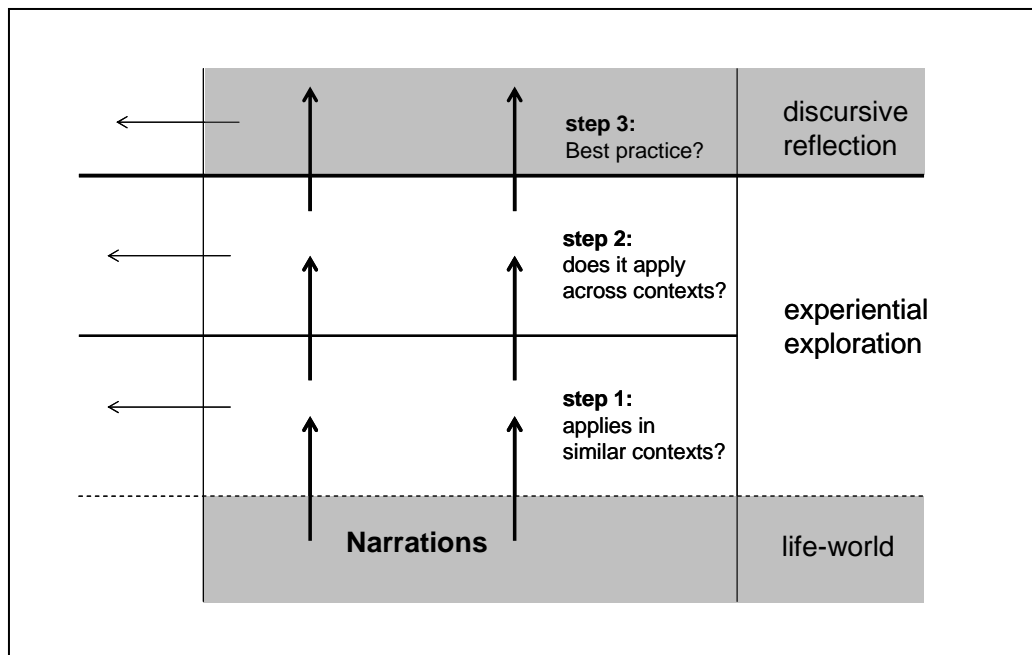 step 3:
Best practice?
discursive
reflection
step 2:
does it apply
across contexts?
experiential
exploration
step 1:
applies in
similar contexts?
Narrations
life-world